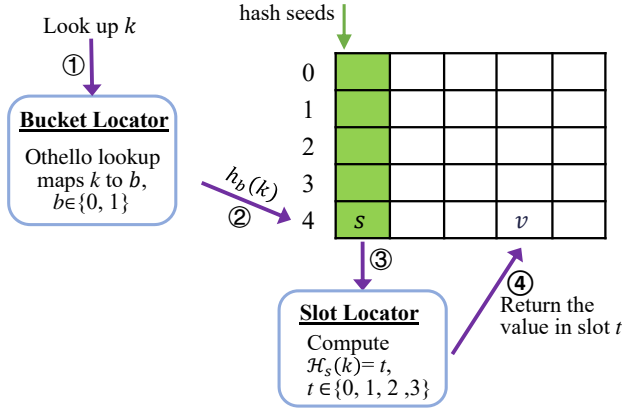 hash seeds
Look up k
①
Bucket Locator
Othello lookup
maps k to b,
b∈{0, 1}
h_b(k)
②
0
1
2
3
4
s
v
③
④
Return the
value in slot t
Slot Locator
Compute
ℋ_s(k)= t,
t ∈{0, 1, 2 ,3}